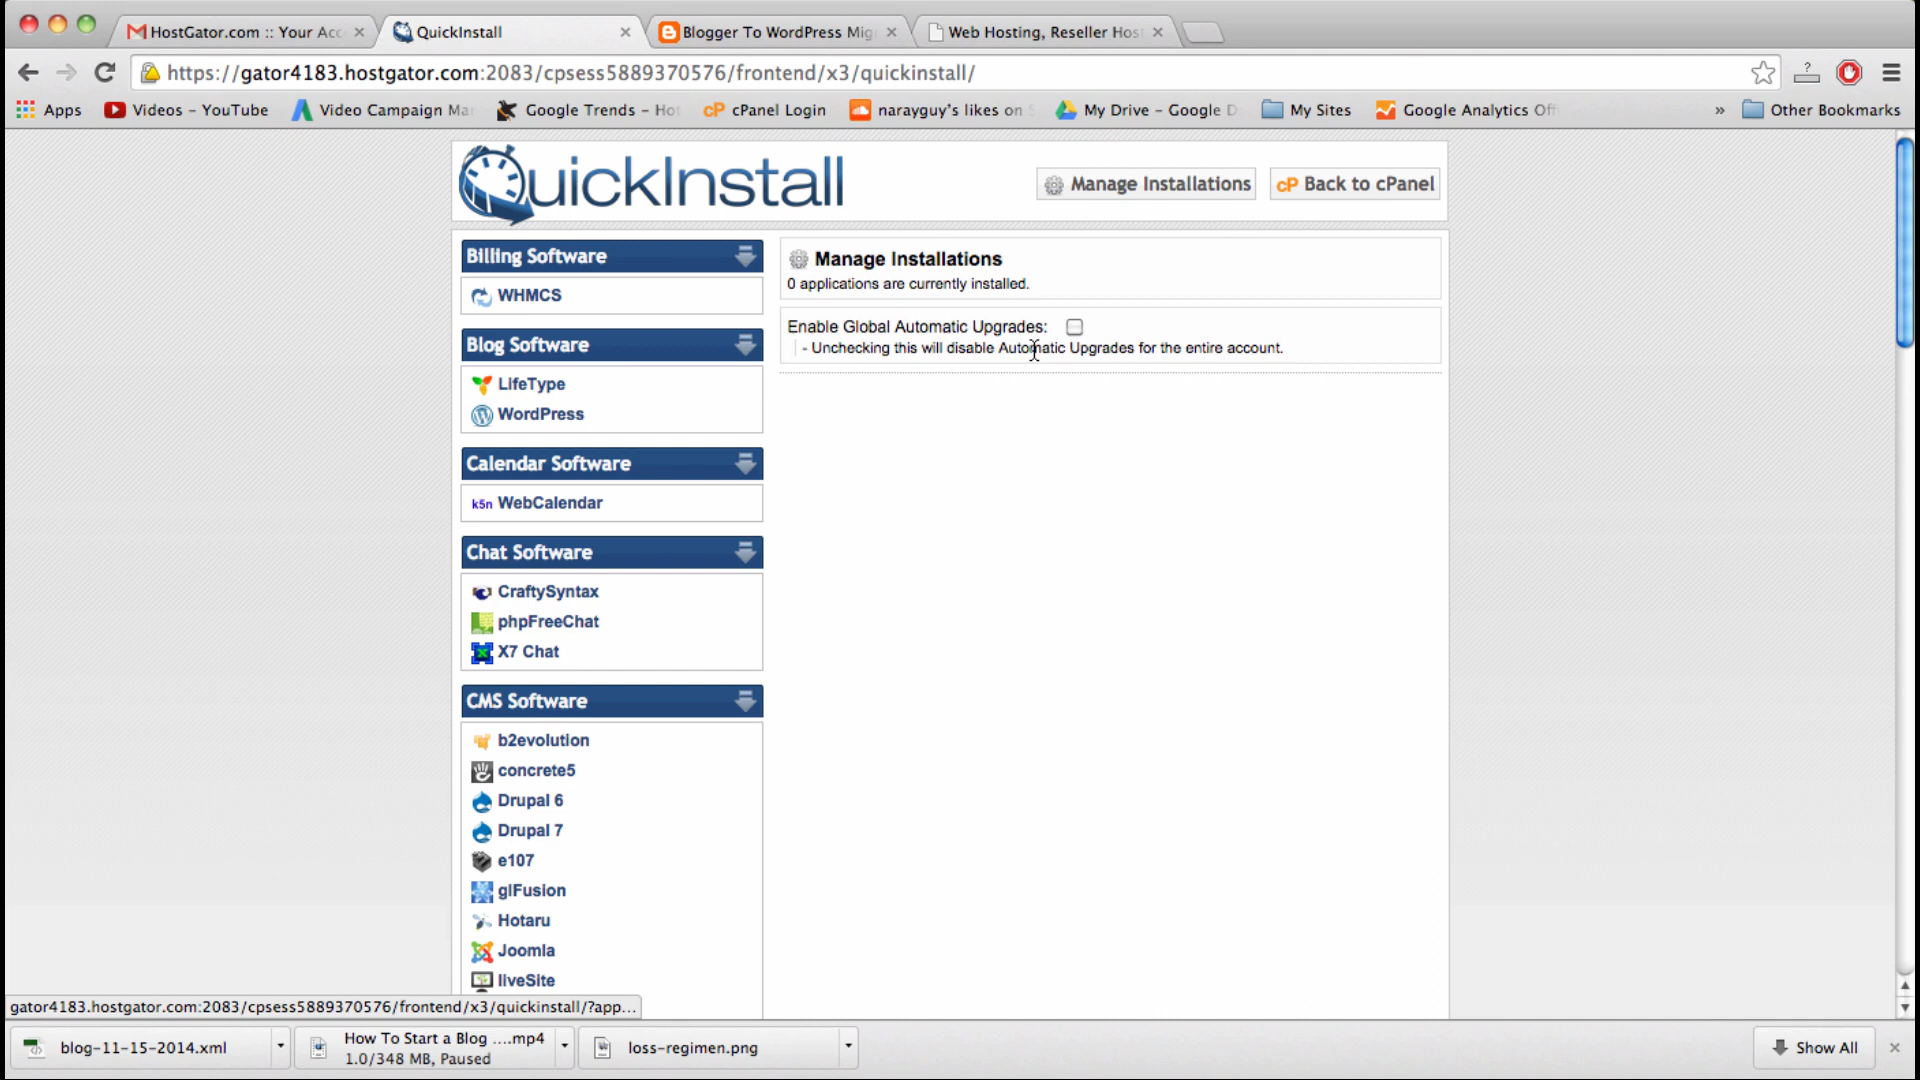 HostGator.com :: Your Acc
QuickInstall
Blogger To WordPress Mig
Web Hosting, Reseller Hos
https://gator4183.hostgator.com:2083/cpsess5889370576/frontend/x3/quickinstall/
?
Apps
Videos - YouTube
Video Campaign Ma
Google Trends - Ho
cP cPanel Login
narayguy's likes on
My Drive - Google D
My Sites
Google Analytics Off
»
Other Bookmarks
QuickInstall
Manage Installations
cP Back to cPanel
Billing Software
WHMCS
Blog Software
LifeType
WordPress
Calendar Software
k5n WebCalendar
Chat Software
CraftySyntax
phpFreeChat
X7 Chat
CMS Software
b2evolution
concrete5
Drupal 6
Drupal 7
e107
glFusion
Hotaru
Joomla
liveSite
Manage Installations
0 applications are currently installed.
Enable Global Automatic Upgrades:
- Unchecking this will disable Automatic Upgrades for the entire account.
gator4183.hostgator.com:2083/cpsess5889370576/frontend/x3/quickinstall/?app...
blog-11-15-2014.xml
How To Start a Blog ....mp4
1.0/348 MB, Paused
loss-regimen.png
Show All